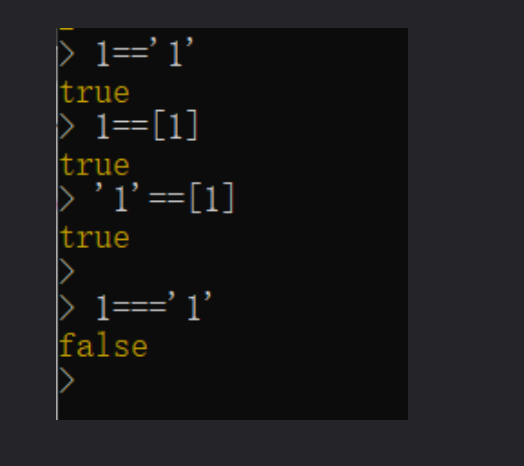 > 1=='1'
true
> 1==[1]
true
> '1'==[1]
true
>
> 1==='1'
false
>